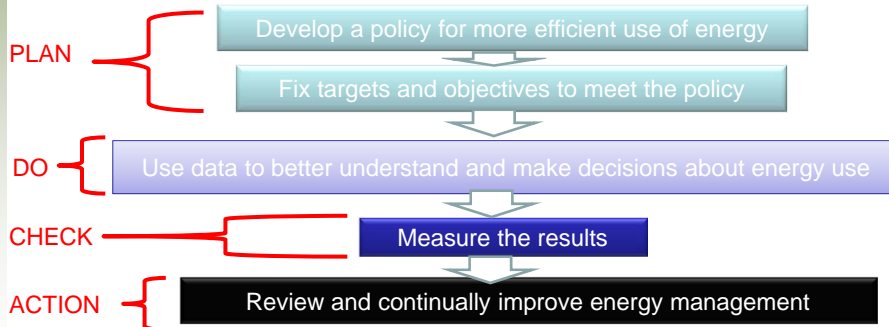 Develop a policy for more efficient use of energy
PLAN
Fix targets and objectives to meet the policy
DO
Use data to better understand and make decisions about energy use
CHECK
Measure the results
ACTION
Review and continually improve energy management